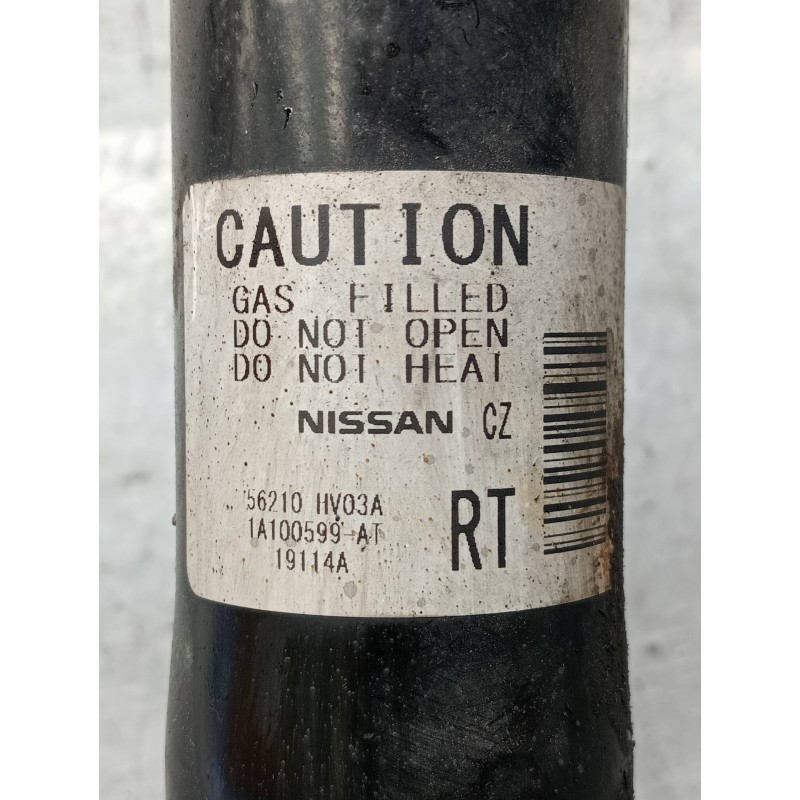 CAUTION
GAS FILLED
DO NOT OPEN
DO NOT HEAT
NISSAN CZ
56210 HV03A
1A100599-AT
19114A
RT